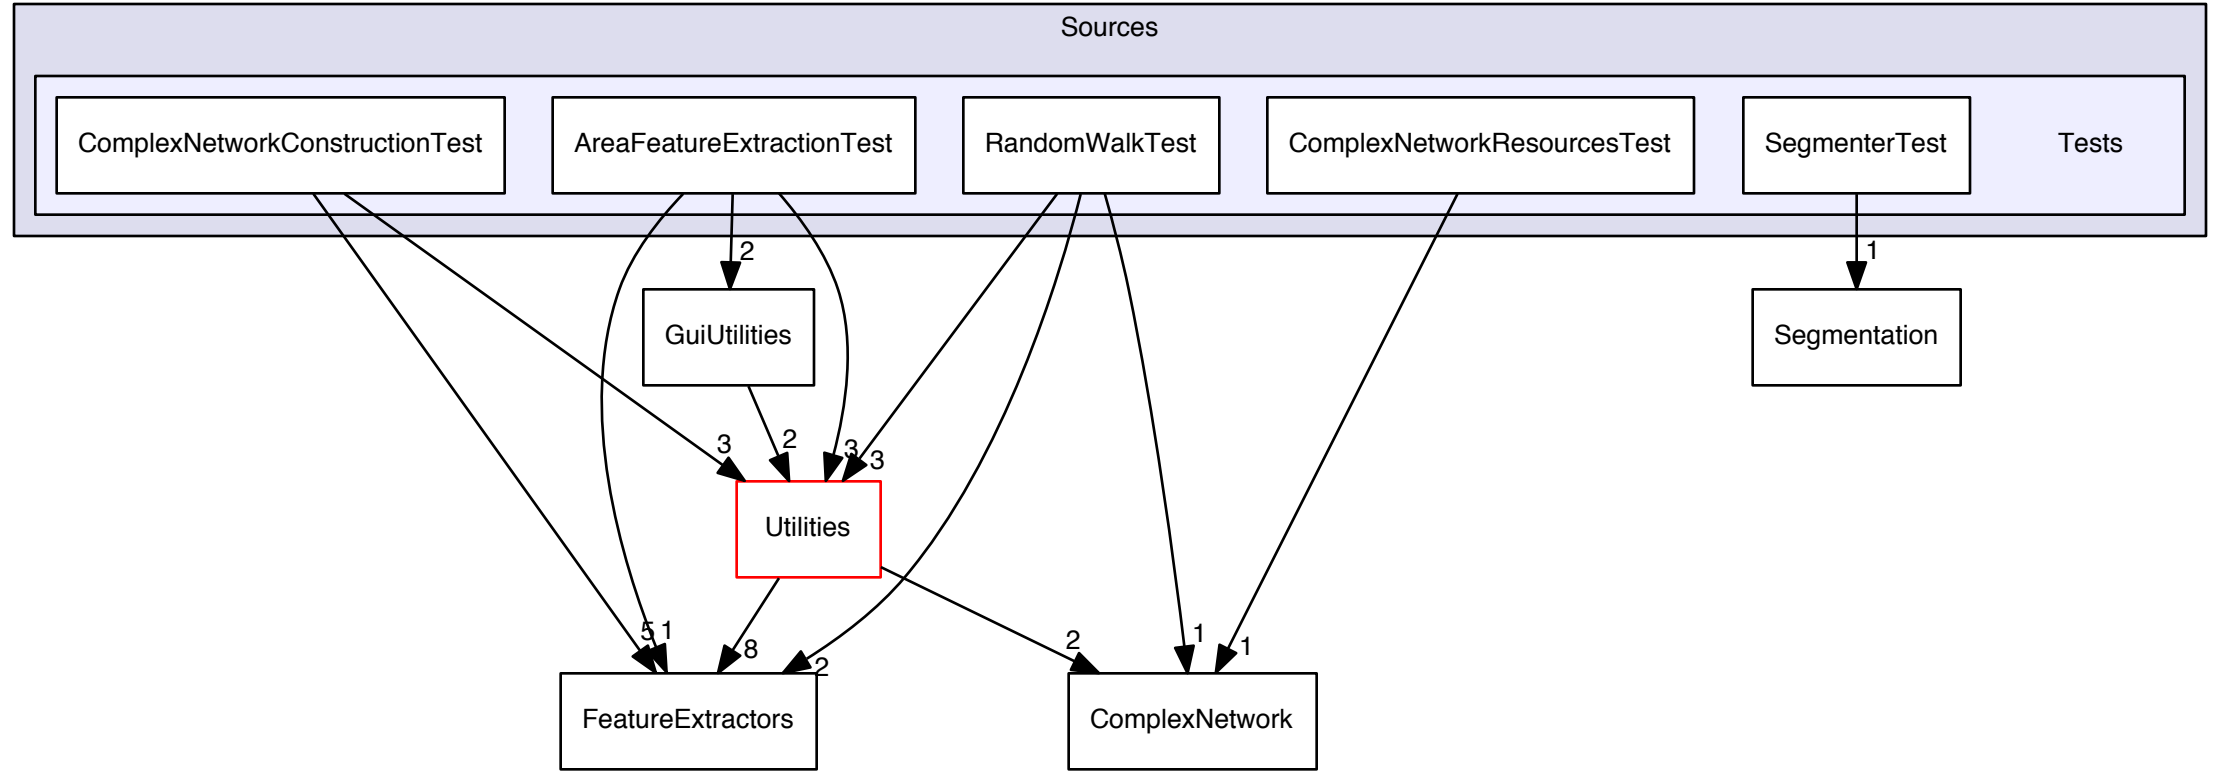 Sources
ComplexNetworkConstructionTest
AreaFeatureExtractionTest
RandomWalkTest
ComplexNetworkResourcesTest
SegmenterTest
Tests
2
1
GuiUtilities
Segmentation
3
2
3
3
Utilities
5
1
8
2
2
1
1
FeatureExtractors
ComplexNetwork